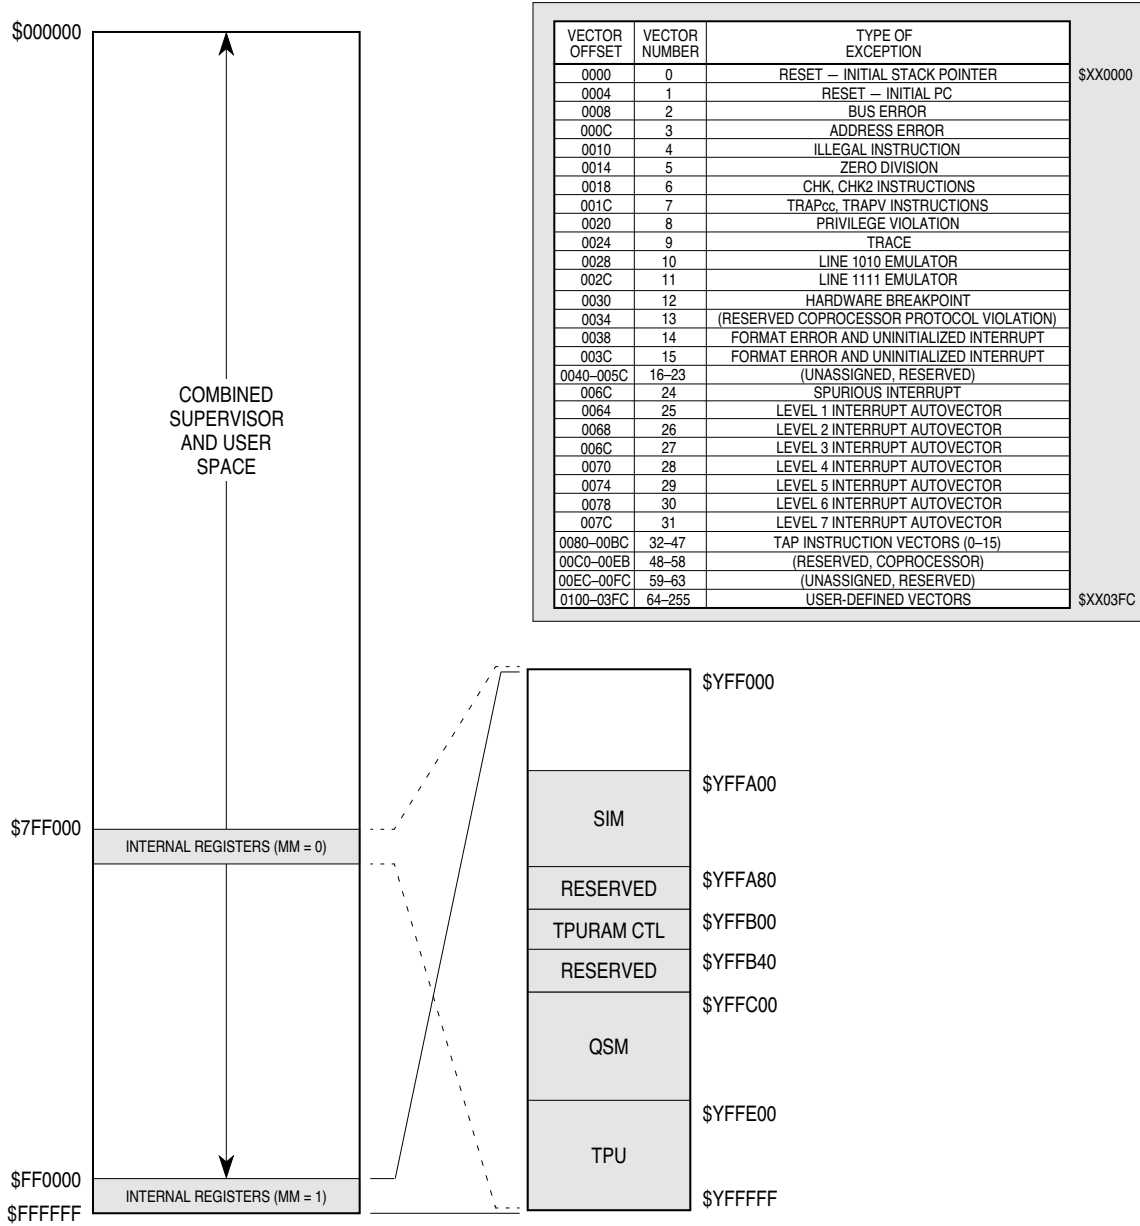 $000000
COMBINED
SUPERVISOR
AND USER
SPACE
$7FF000
INTERNAL REGISTERS (MM = 0)
$FF0000
INTERNAL REGISTERS (MM = 1)
$FFFFFF
VECTOR OFFSET VECTOR NUMBER TYPE OF EXCEPTION
0000 0 RESET — INITIAL STACK POINTER $XX0000
0004 1 RESET — INITIAL PC
0008 2 BUS ERROR
000C 3 ADDRESS ERROR
0010 4 ILLEGAL INSTRUCTION
0014 5 ZERO DIVISION
0018 6 CHK, CHK2 INSTRUCTIONS
001C 7 TRAPcc, TRAPV INSTRUCTIONS
0020 8 PRIVILEGE VIOLATION
0024 9 TRACE
0028 10 LINE 1010 EMULATOR
002C 11 LINE 1111 EMULATOR
0030 12 HARDWARE BREAKPOINT
0034 13 (RESERVED COPROCESSOR PROTOCOL VIOLATION)
0038 14 FORMAT ERROR AND UNINITIALIZED INTERRUPT
003C 15 FORMAT ERROR AND UNINITIALIZED INTERRUPT
0040–005C 16–23 (UNASSIGNED, RESERVED)
006C 24 SPURIOUS INTERRUPT
0064 25 LEVEL 1 INTERRUPT AUTOVECTOR
0068 26 LEVEL 2 INTERRUPT AUTOVECTOR
006C 27 LEVEL 3 INTERRUPT AUTOVECTOR
0070 28 LEVEL 4 INTERRUPT AUTOVECTOR
0074 29 LEVEL 5 INTERRUPT AUTOVECTOR
0078 30 LEVEL 6 INTERRUPT AUTOVECTOR
007C 31 LEVEL 7 INTERRUPT AUTOVECTOR
0080–00BC 32–47 TAP INSTRUCTION VECTORS (0–15)
00C0–00EB 48–58 (RESERVED, COPROCESSOR)
00EC–00FC 59–63 (UNASSIGNED, RESERVED)
0100–03FC 64–255 USER-DEFINED VECTORS $XX03FC
$YFF000
$YFFA00
SIM
$YFFA80
RESERVED
$YFFB00
TPURAM CTL
$YFFB40
RESERVED
$YFFC00
QSM
$YFFE00
TPU
$YFFFFF